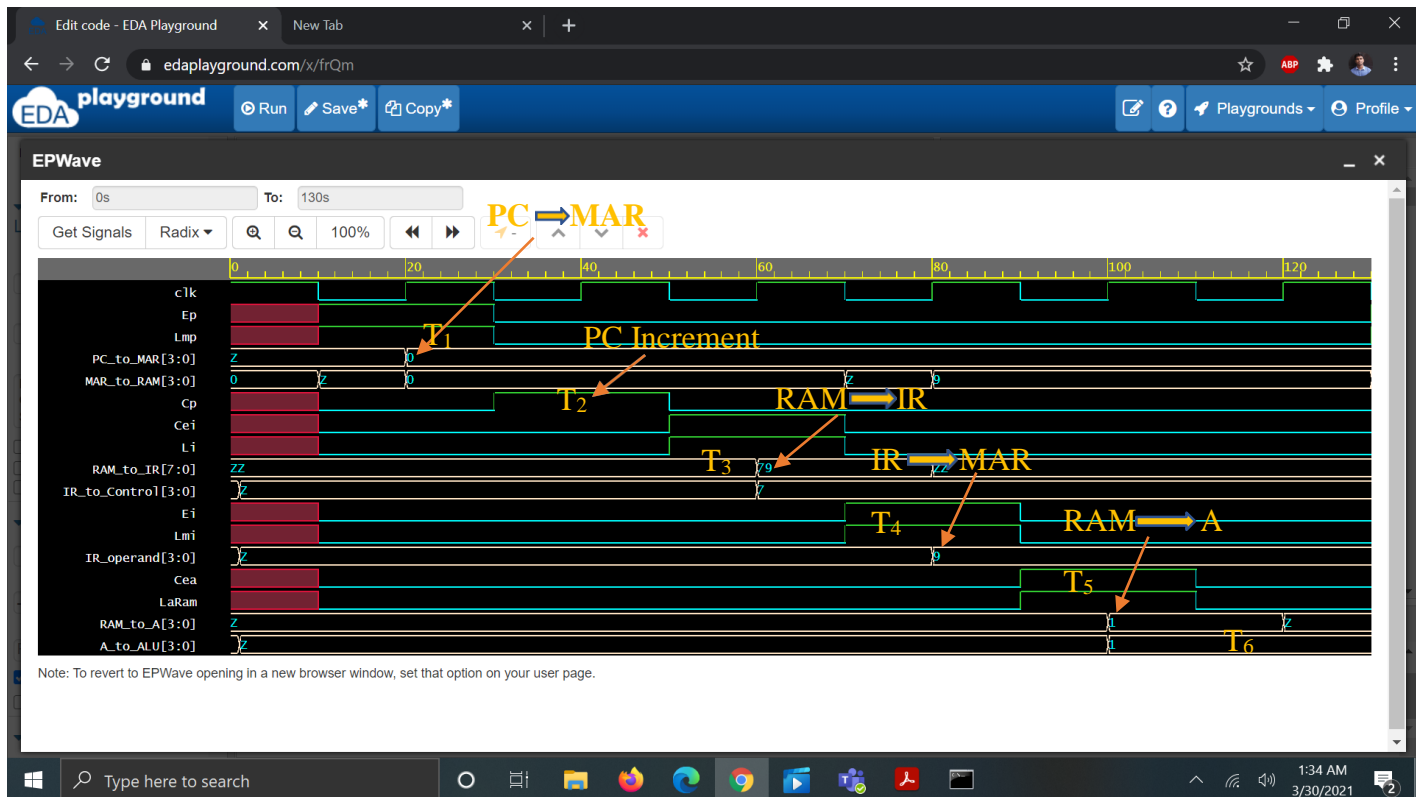 Edit code - EDA Playground
New Tab
edaplayground.com/x/frQm
ABP
EDA playground
Run
Save*
Copy*
Playgrounds
Profile
EPWave
From: 0s To: 130s
Get Signals Radix 100%
PC MAR
0 20 40 60 80 100 120
clk
Ep
Lmp T1
PC_to_MAR[3:0] Z 0 PC Increment
MAR_to_RAM[3:0] 0 Z 0 Z 9
Cp T2 RAM IR
Cei
Li
RAM_to_IR[7:0] ZZ T3 79 ZZ IR MAR
IR_to_Control[3:0] Z 7
Ei
Lmi T4 RAM A
IR_operand[3:0] Z 9
Cea T5
LaRam
RAM_to_A[3:0] Z 1 Z
A_to_ALU[3:0] Z 1 T6
Note: To revert to EPWave opening in a new browser window, set that option on your user page.
Type here to search
1:34 AM
3/30/2021
2